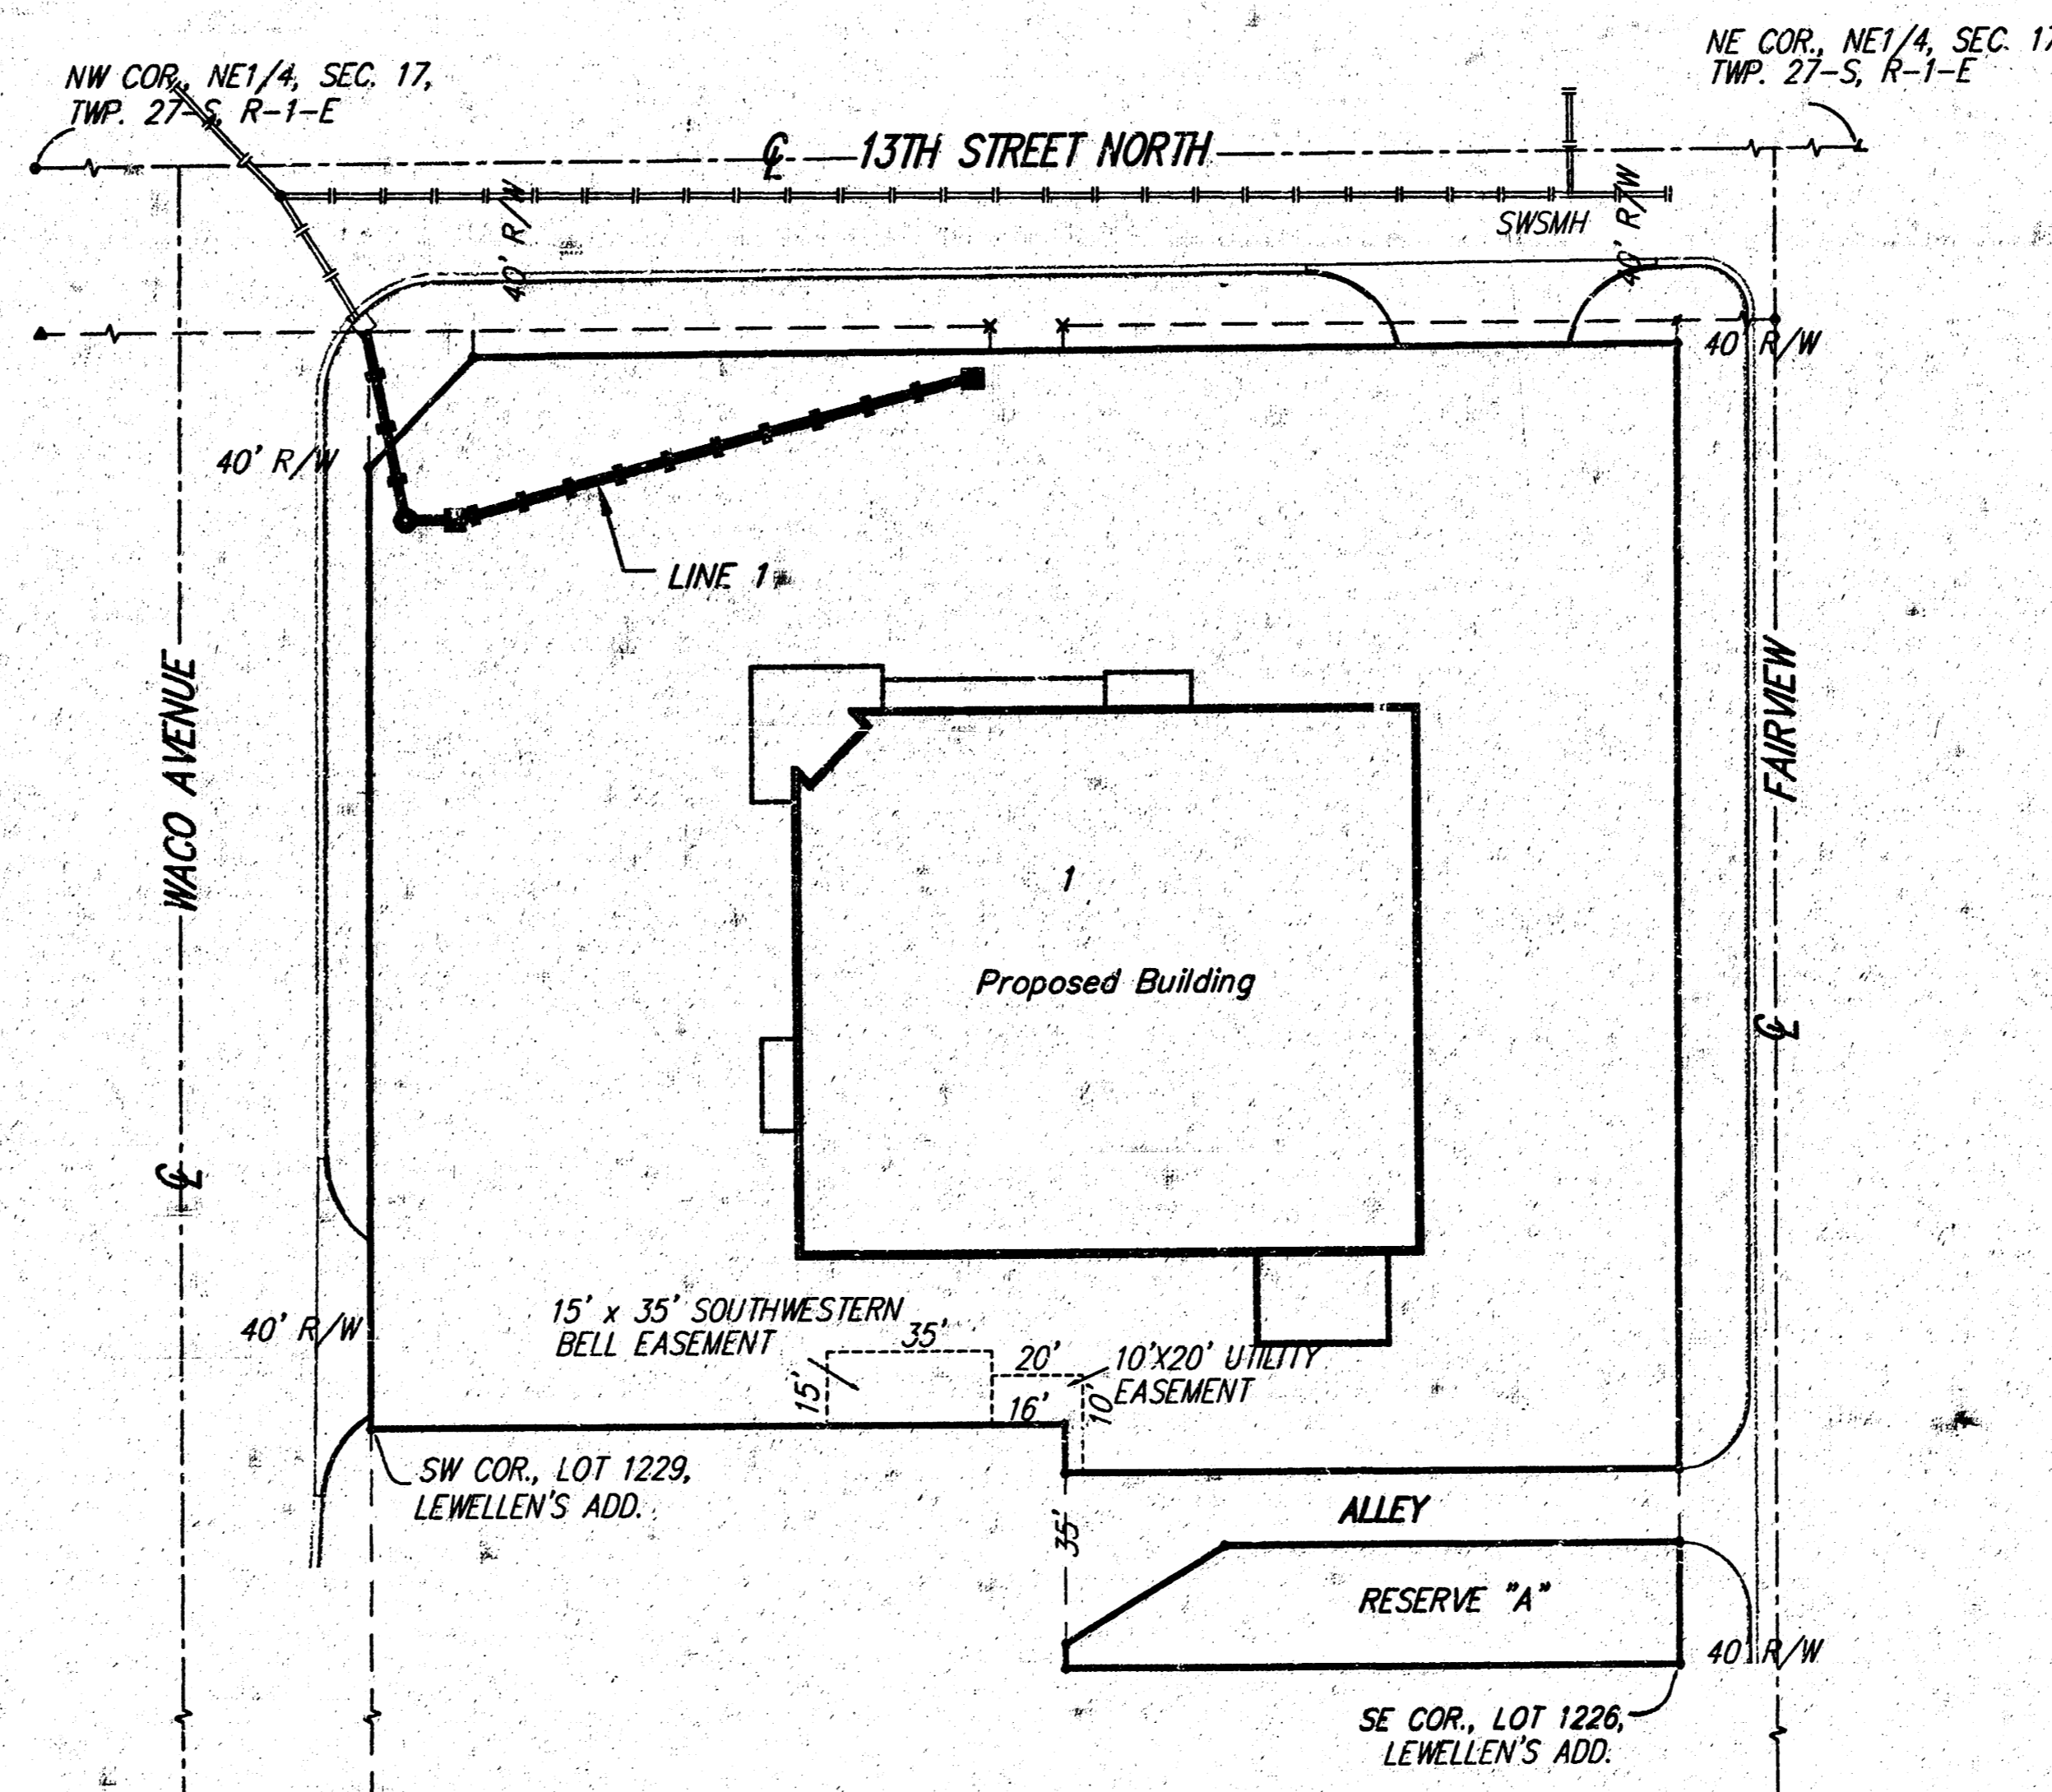 NW COR., NE1/4, SEC. 17,
TWP. 27-S, R-1-E
NE COR., NE1/4, SEC. 17
TWP. 27-S, R-1-E
℄ 13TH STREET NORTH
40' R/W
40' R/W
SWSMH
40' R/W
40' R/W
LINE 1
WACO AVENUE
FAIRVIEW
1
Proposed Building
℄
℄
15' x 35' SOUTHWESTERN
BELL EASEMENT
40' R/W
35'
15'
20'
16'
10'
10'X20' UTILITY
EASEMENT
SW COR., LOT 1229,
LEWELLEN'S ADD.
35'
ALLEY
RESERVE "A"
40' R/W
SE COR., LOT 1226,
LEWELLEN'S ADD.